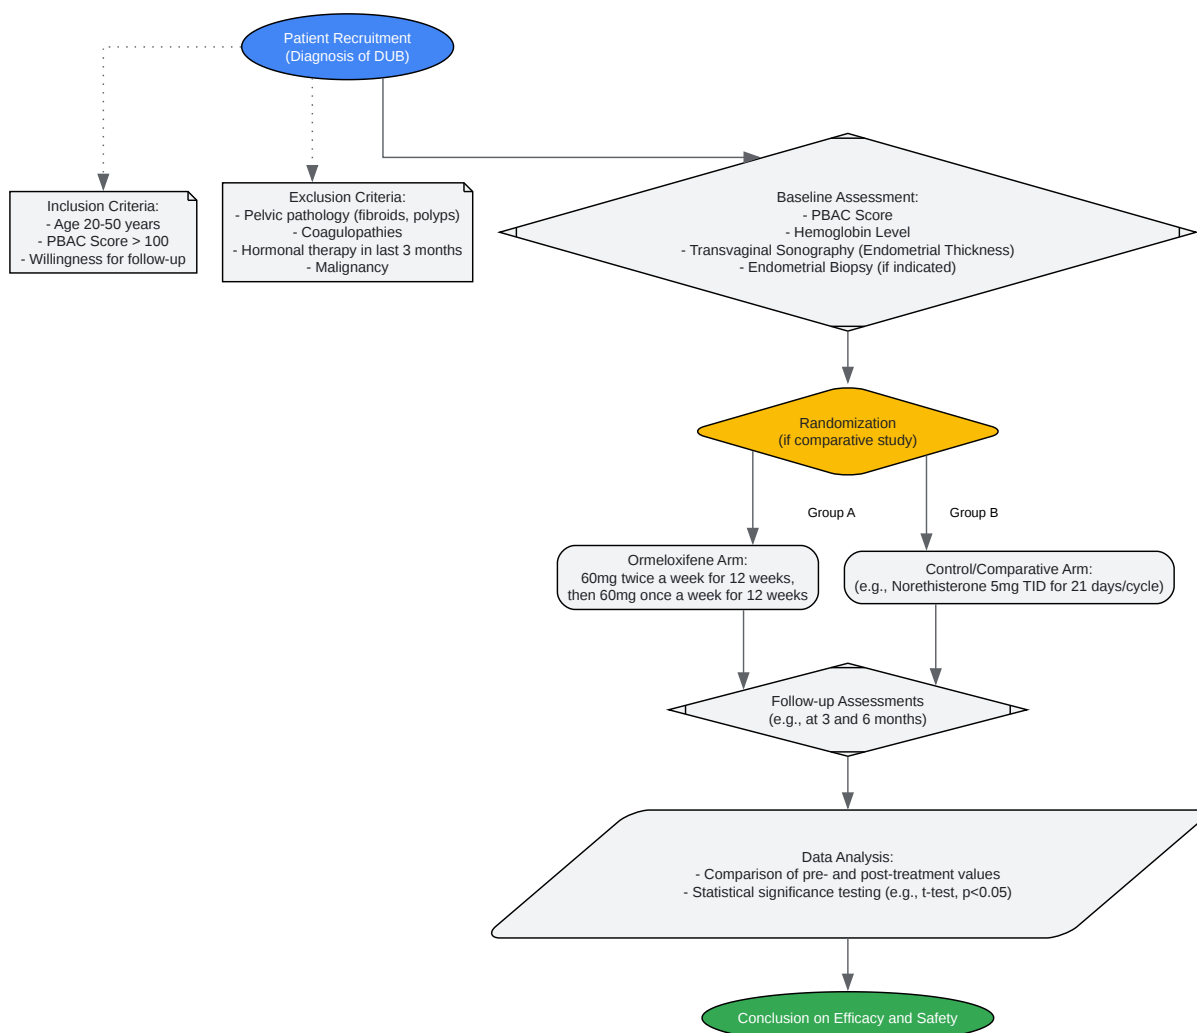 Patient Recruitment
(Diagnosis of DUB)
Inclusion Criteria:
- Age 20-50 years
- PBAC Score > 100
- Willingness for follow-up
Exclusion Criteria:
- Pelvic pathology (fibroids, polyps)
- Coagulopathies
- Hormonal therapy in last 3 months
- Malignancy
Baseline Assessment:
- PBAC Score
- Hemoglobin Level
- Transvaginal Sonography (Endometrial Thickness)
- Endometrial Biopsy (if indicated)
Randomization
(if comparative study)
Group A
Group B
Ormeloxifene Arm:
60mg twice a week for 12 weeks,
then 60mg once a week for 12 weeks
Control/Comparative Arm:
(e.g., Norethisterone 5mg TID for 21 days/cycle)
Follow-up Assessments
(e.g., at 3 and 6 months)
Data Analysis:
- Comparison of pre- and post-treatment values
- Statistical significance testing (e.g., t-test, p<0.05)
Conclusion on Efficacy and Safety